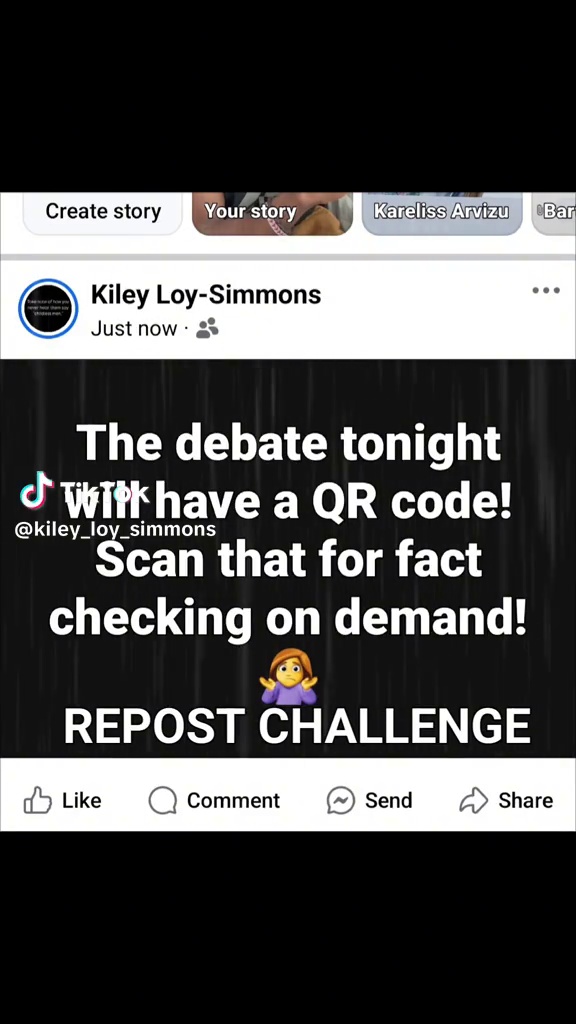 Create story
Your story
Kareliss Arvizu
Bar
Kiley Loy-Simmons
Just now ·
The debate tonight
will have a QR code!
TikTok
@kiley_loy_simmons
Scan that for fact
checking on demand!
🤷
REPOST CHALLENGE
Like
Comment
Send
Share